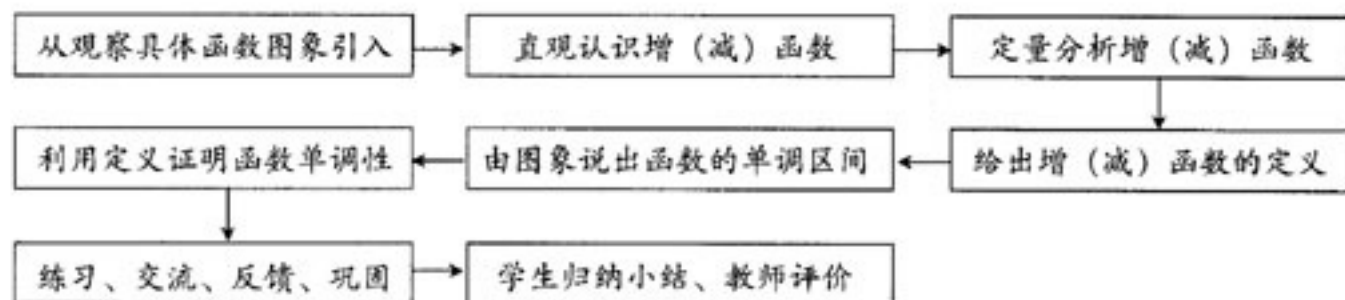 从观察具体函数图象引入
直观认识增（减）函数
定量分析增（减）函数
给出增（减）函数的定义
由图象说出函数的单调区间
利用定义证明函数单调性
练习、交流、反馈、巩固
学生归纳小结、教师评价